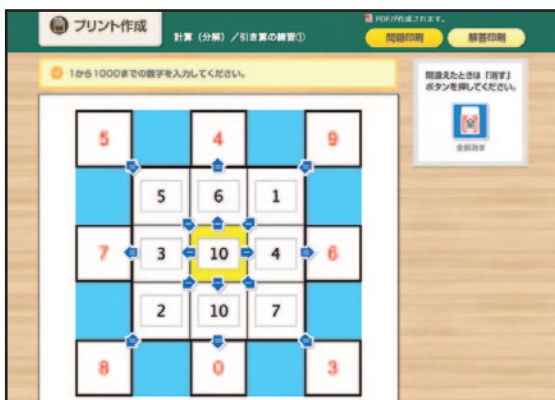 プリント作成
計算（分解）／引き算の練習①
PDFが作成されます。
問題印刷
解答印刷
1から1000までの数字を入力してください。
間違えたときは「消す」
ボタンを押してください。
全部消す
5 4 9
5 6 1
7 3 10 4 6
2 10 7
8 0 3